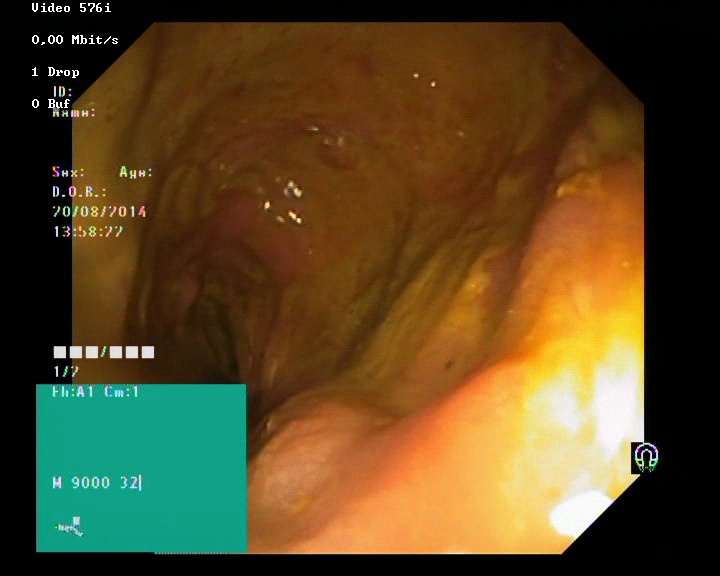 Video 576i
0,00 Mbit/s
1 Drop
ID:
0 Buf
Name:
Sex: Age:
D.O.B.:
20/08/2014
13:58:22
1/2
Eh:A1 Cm:1
M 9000 32